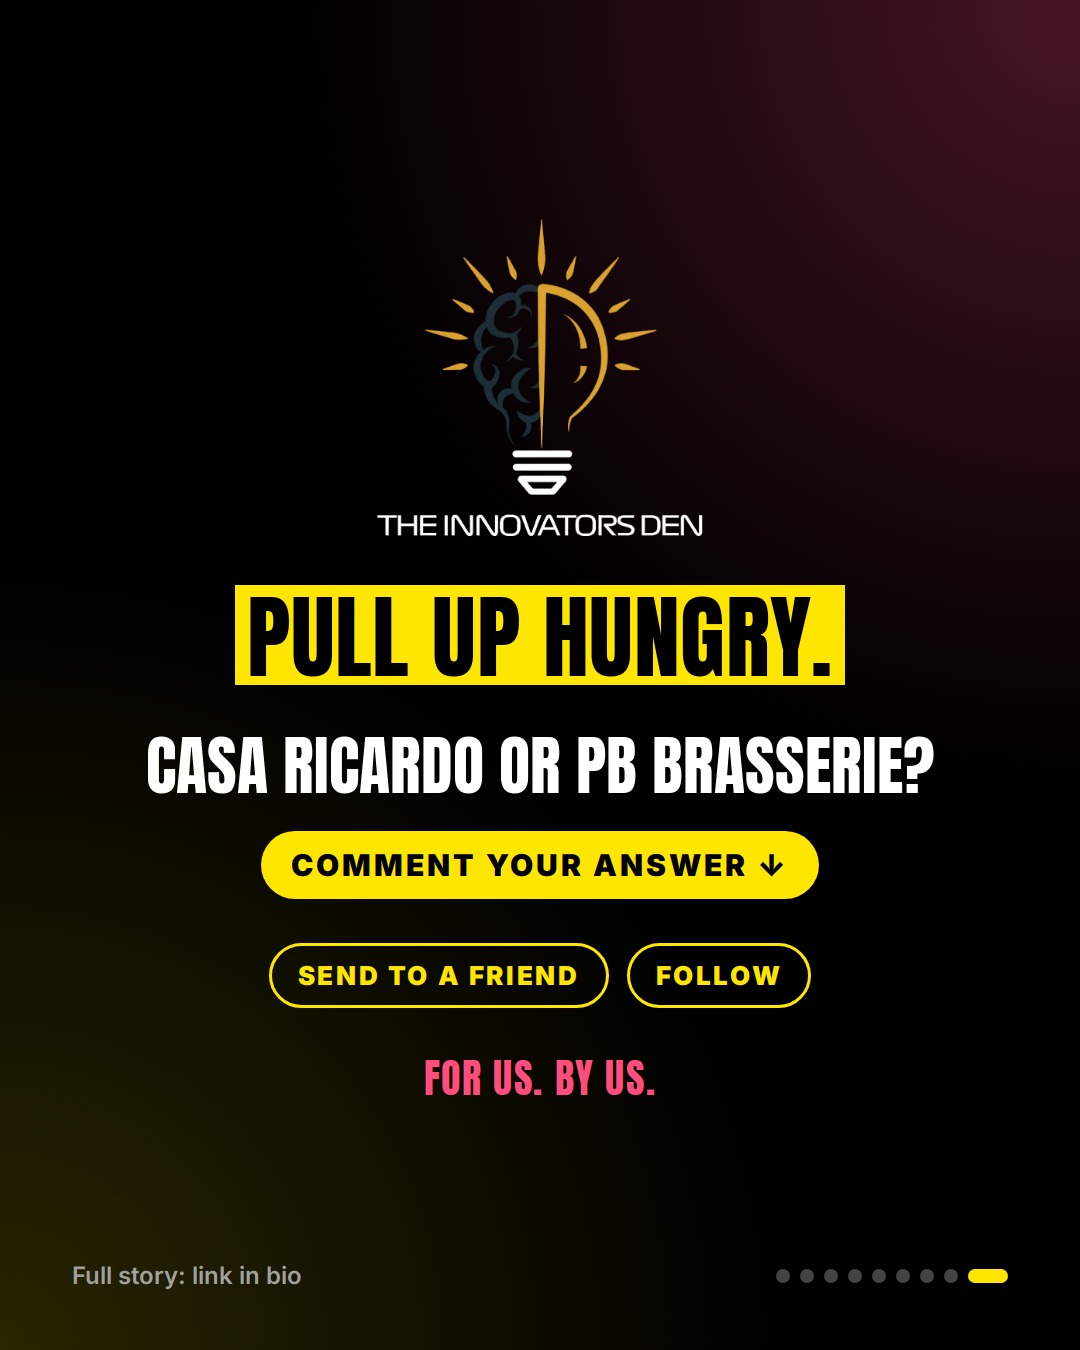 THE INNOVATORS DEN
PULL UP HUNGRY.
CASA RICARDO OR PB BRASSERIE?
COMMENT YOUR ANSWER ↓
SEND TO A FRIEND
FOLLOW
FOR US. BY US.
Full story: link in bio